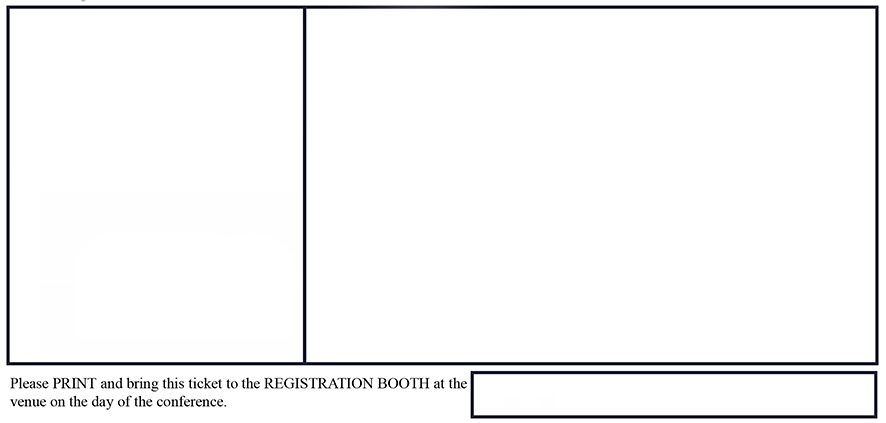 Please PRINT and bring this ticket to the REGISTRATION BOOTH at the
venue on the day of the conference.